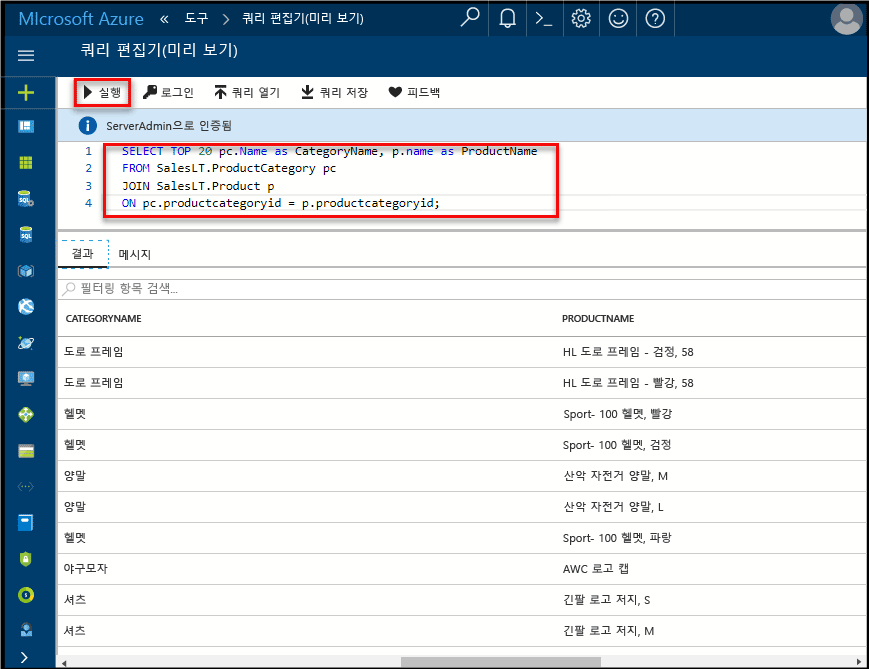 MIcrosoft Azure « 도구 > 쿼리 편집기(미리 보기)
쿼리 편집기(미리 보기)
실행 로그인 쿼리 열기 쿼리 저장 피드백
ServerAdmin으로 인증됨
1 SELECT TOP 20 pc.Name as CategoryName, p.name as ProductName
2 FROM SalesLT.ProductCategory pc
3 JOIN SalesLT.Product p
4 ON pc.productcategoryid = p.productcategoryid;
결과 메시지
필터링 항목 검색...
CATEGORYNAME PRODUCTNAME
도로 프레임 HL 도로 프레임 - 검정, 58
도로 프레임 HL 도로 프레임 - 빨강, 58
헬멧 Sport- 100 헬멧, 빨강
헬멧 Sport- 100 헬멧, 검정
양말 산악 자전거 양말, M
양말 산악 자전거 양말, L
헬멧 Sport- 100 헬멧, 파랑
야구모자 AWC 로고 캡
셔츠 긴팔 로고 저지, S
셔츠 긴팔 로고 저지, M